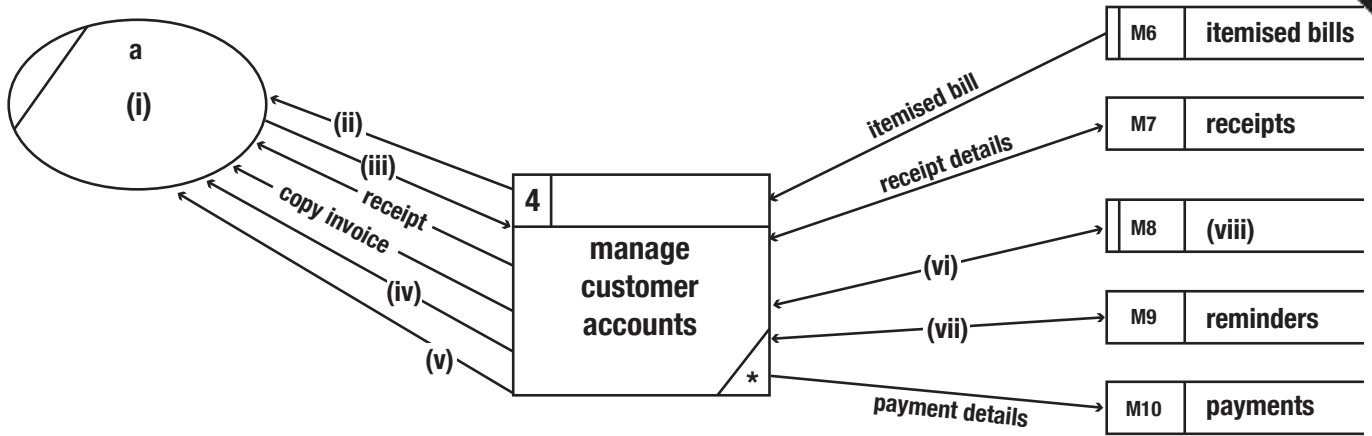 a
(i)
(ii)
(iii)
receipt
copy invoice
(iv)
(v)
4
manage
customer
accounts
*
itemised bill
receipt details
(vi)
(vii)
payment details
M6 itemised bills
M7 receipts
M8 (viii)
M9 reminders
M10 payments